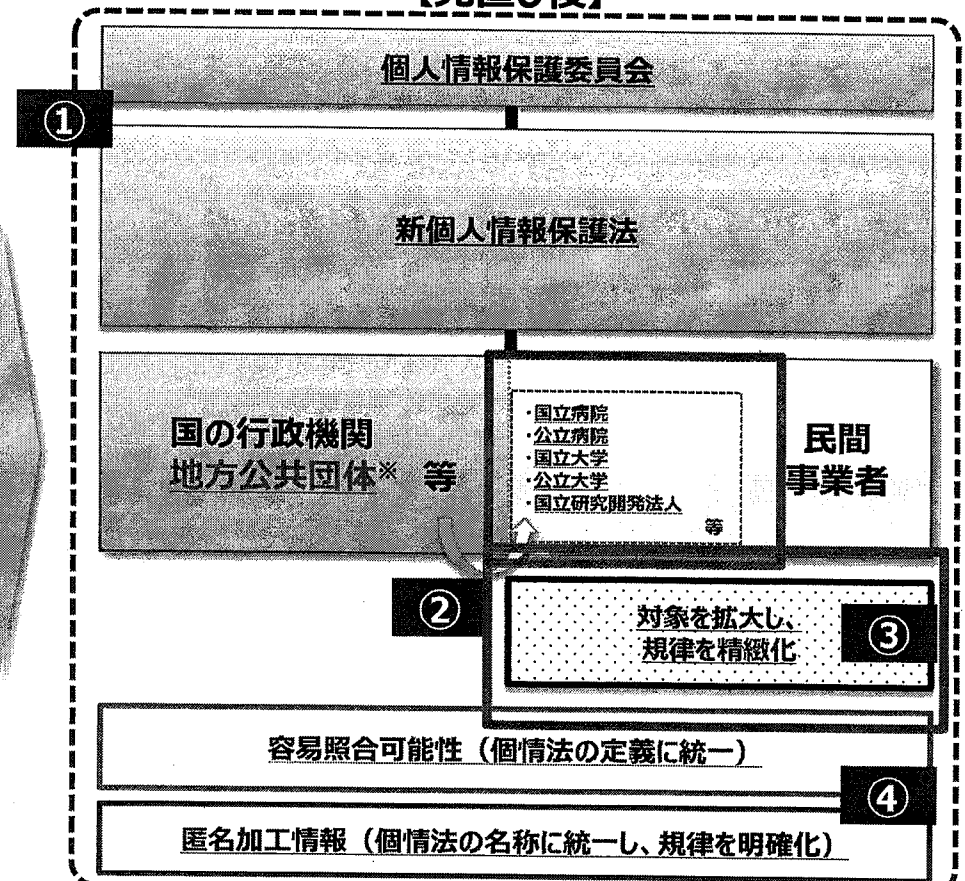 個人情報保護委員会
①
新個人情報保護法
国の行政機関
地方公共団体※ 等
・国立病院
・公立病院
・国立大学
・公立大学
・国立研究開発法人
等
民間
事業者
②
対象を拡大し、
規律を精緻化
③
容易照合可能性（個情法の定義に統一）
④
匿名加工情報（個情法の名称に統一し、規律を明確化）